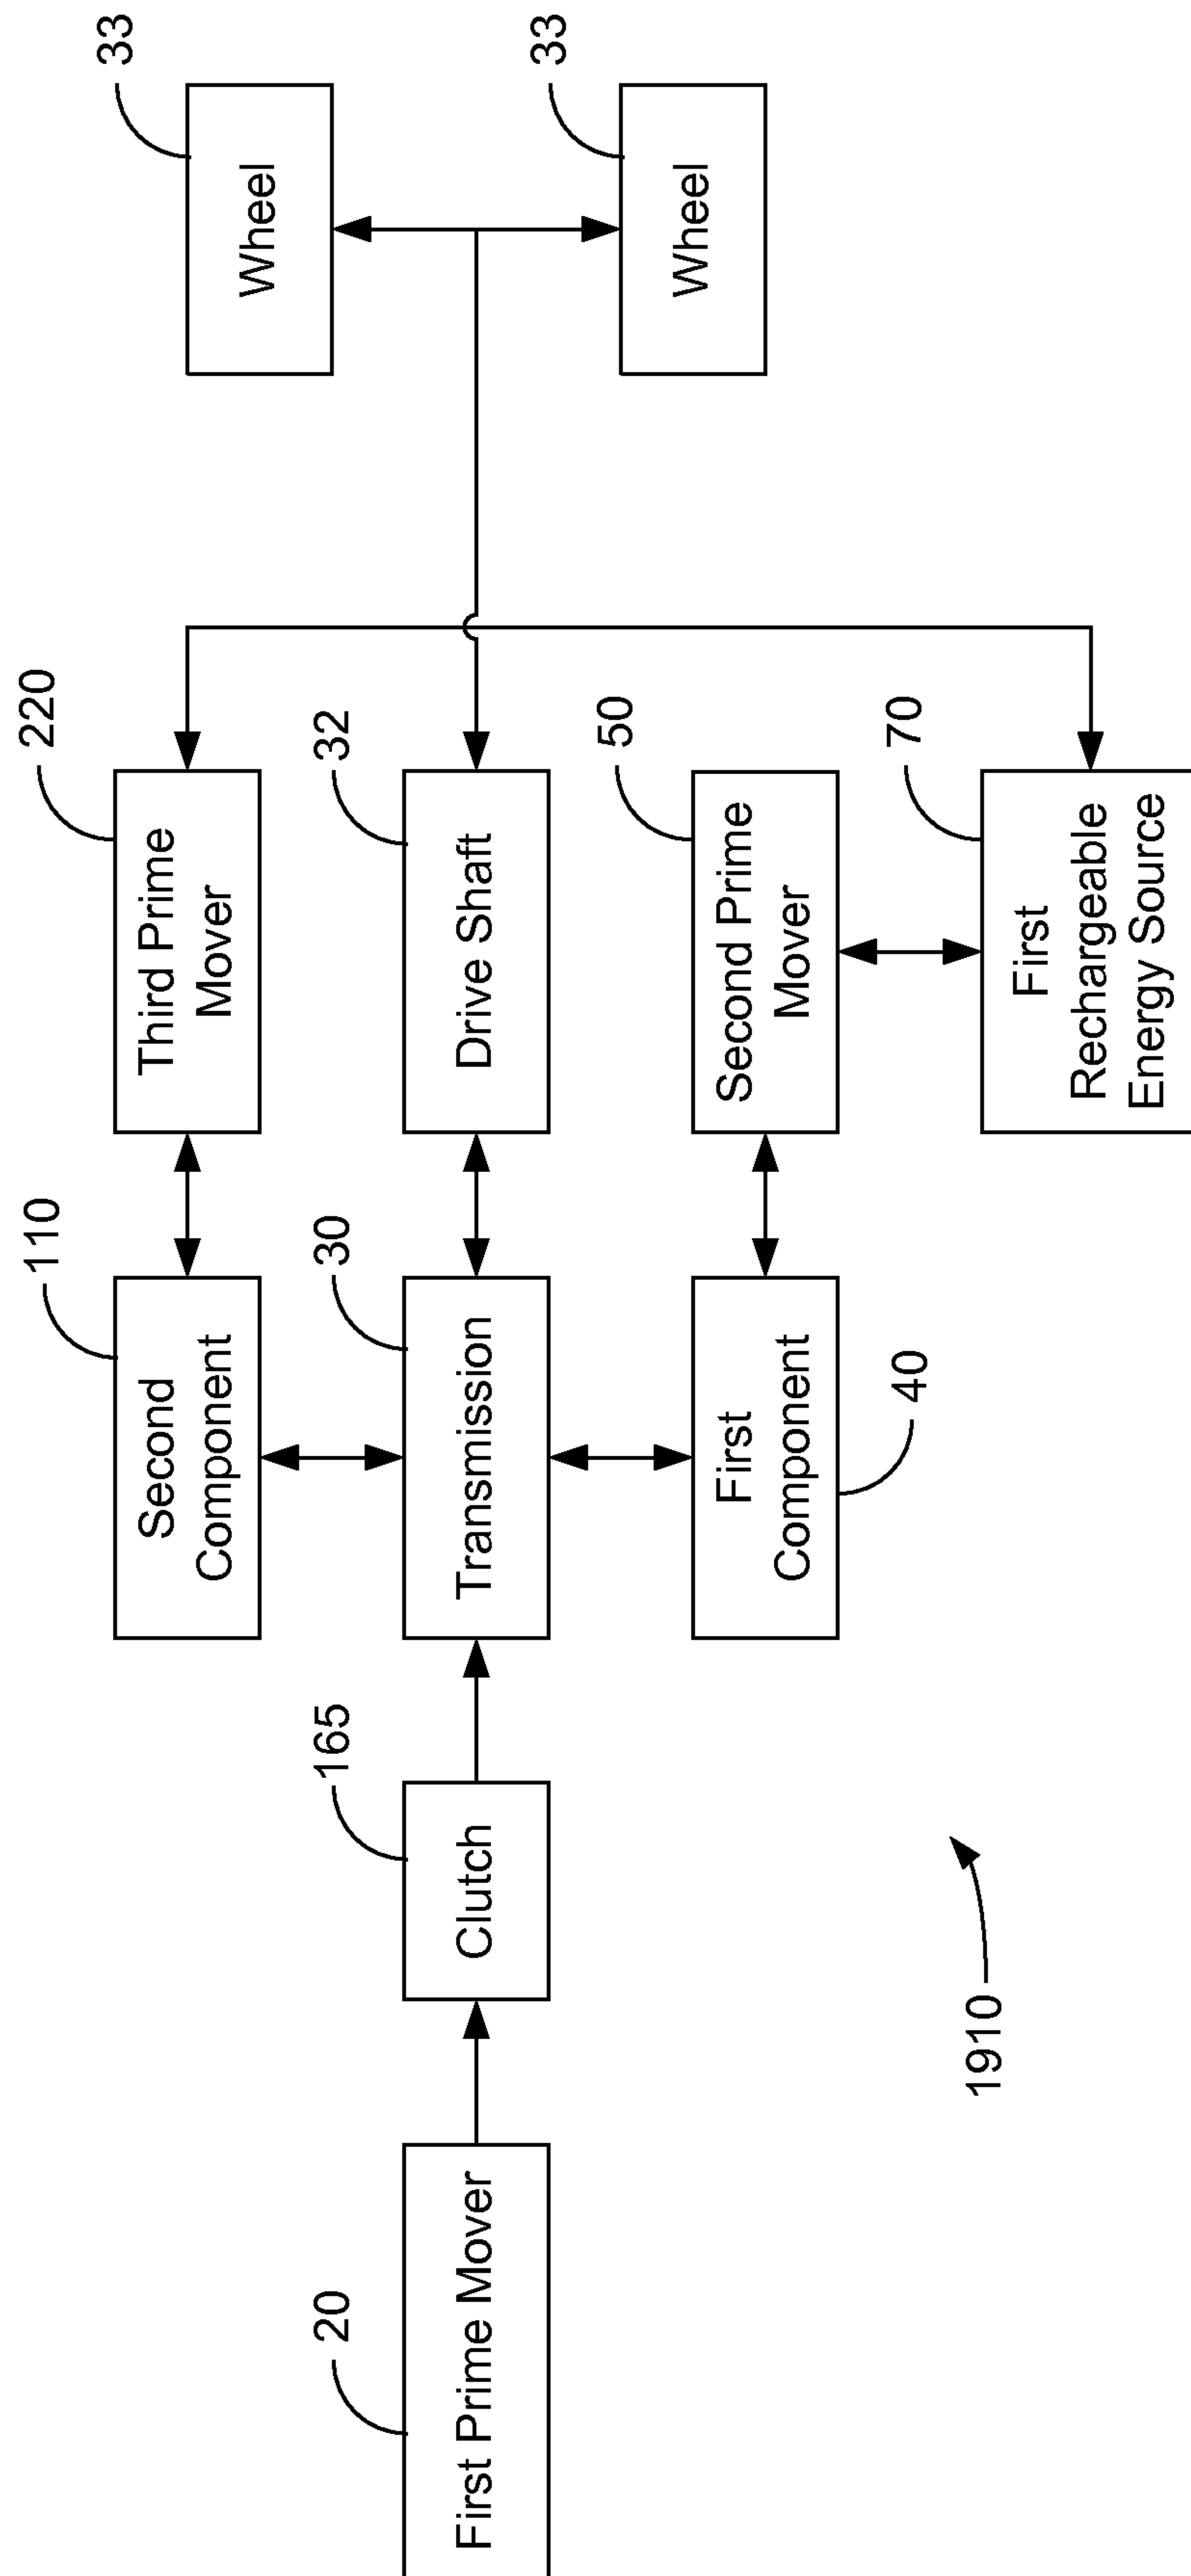 220
Third Prime
Mover
33
Wheel
110
Second
Component
20
First Prime Mover
165
Clutch
30
Transmission
32
Drive Shaft
33
Wheel
50
Second Prime
Mover
First
Component
40
70
First
Rechargeable
Energy Source
1910